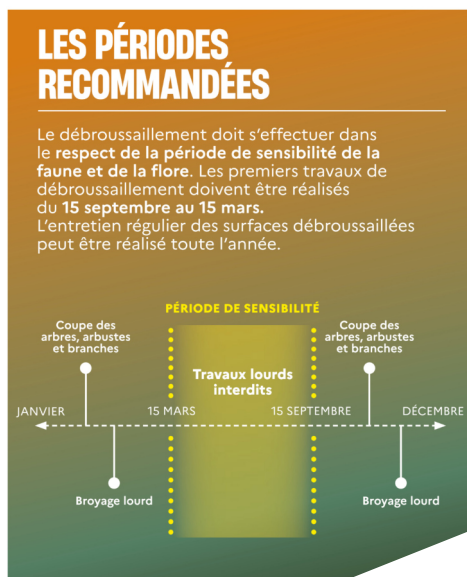 LES PÉRIODES
RECOMMANDÉES
Le débroussaillement doit s’effectuer dans
le respect de la période de sensibilité de la
faune et de la flore. Les premiers travaux de
débroussaillement doivent être réalisés
du 15 septembre au 15 mars.
L’entretien régulier des surfaces débroussaillées
peut être réalisé toute l’année.
PÉRIODE DE SENSIBILITÉ
Coupe des
arbres, arbustes
et branches
Coupe des
arbres, arbustes
et branches
Travaux lourds
interdits
JANVIER 15 MARS 15 SEPTEMBRE DÉCEMBRE
Broyage lourd Broyage lourd